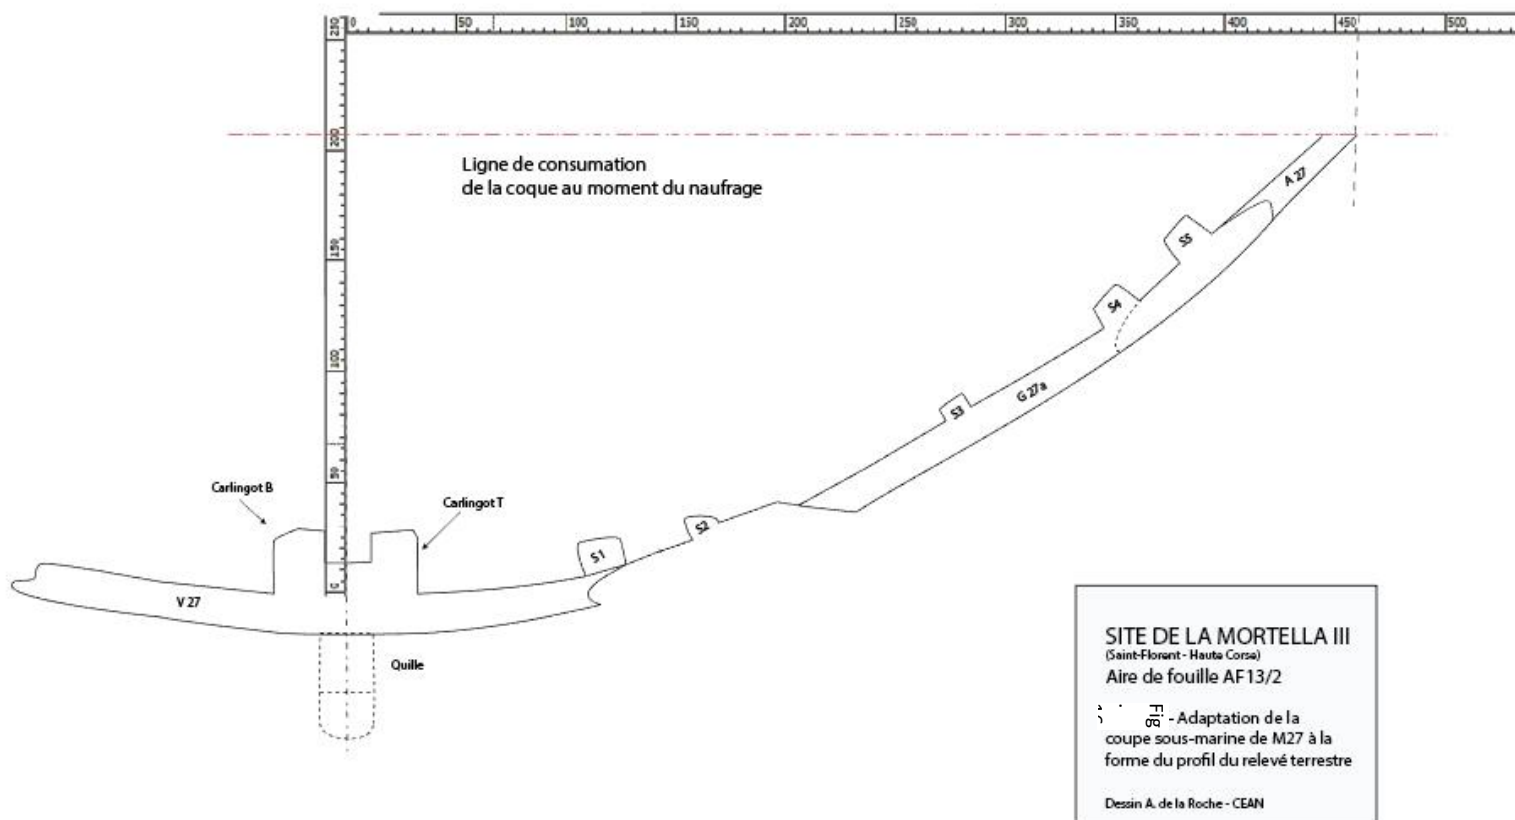 0 50 100 150 200 250 300 350 400 450 500
250
200
150
100
50
0
Ligne de consumation
de la coque au moment du naufrage
A 27
S5
S4
G 27a
S3
Carlingot B
Carlingot T
S2
S1
V 27
Quille
SITE DE LA MORTELLA III
(Saint-Florent - Haute Corse)
Aire de fouille AF13/2
Fig - Adaptation de la
coupe sous-marine de M27 à la
forme du profil du relevé terrestre
Dessin A. de la Roche - CEAN